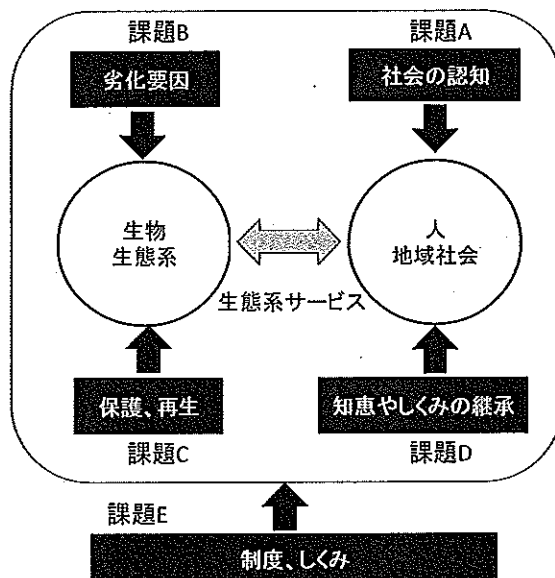 課題B
課題A
劣化要因
社会の認知
生物
生態系
人
地域社会
生態系サービス
保護、再生
知恵やしくみの継承
課題C
課題D
課題E
制度、しくみ